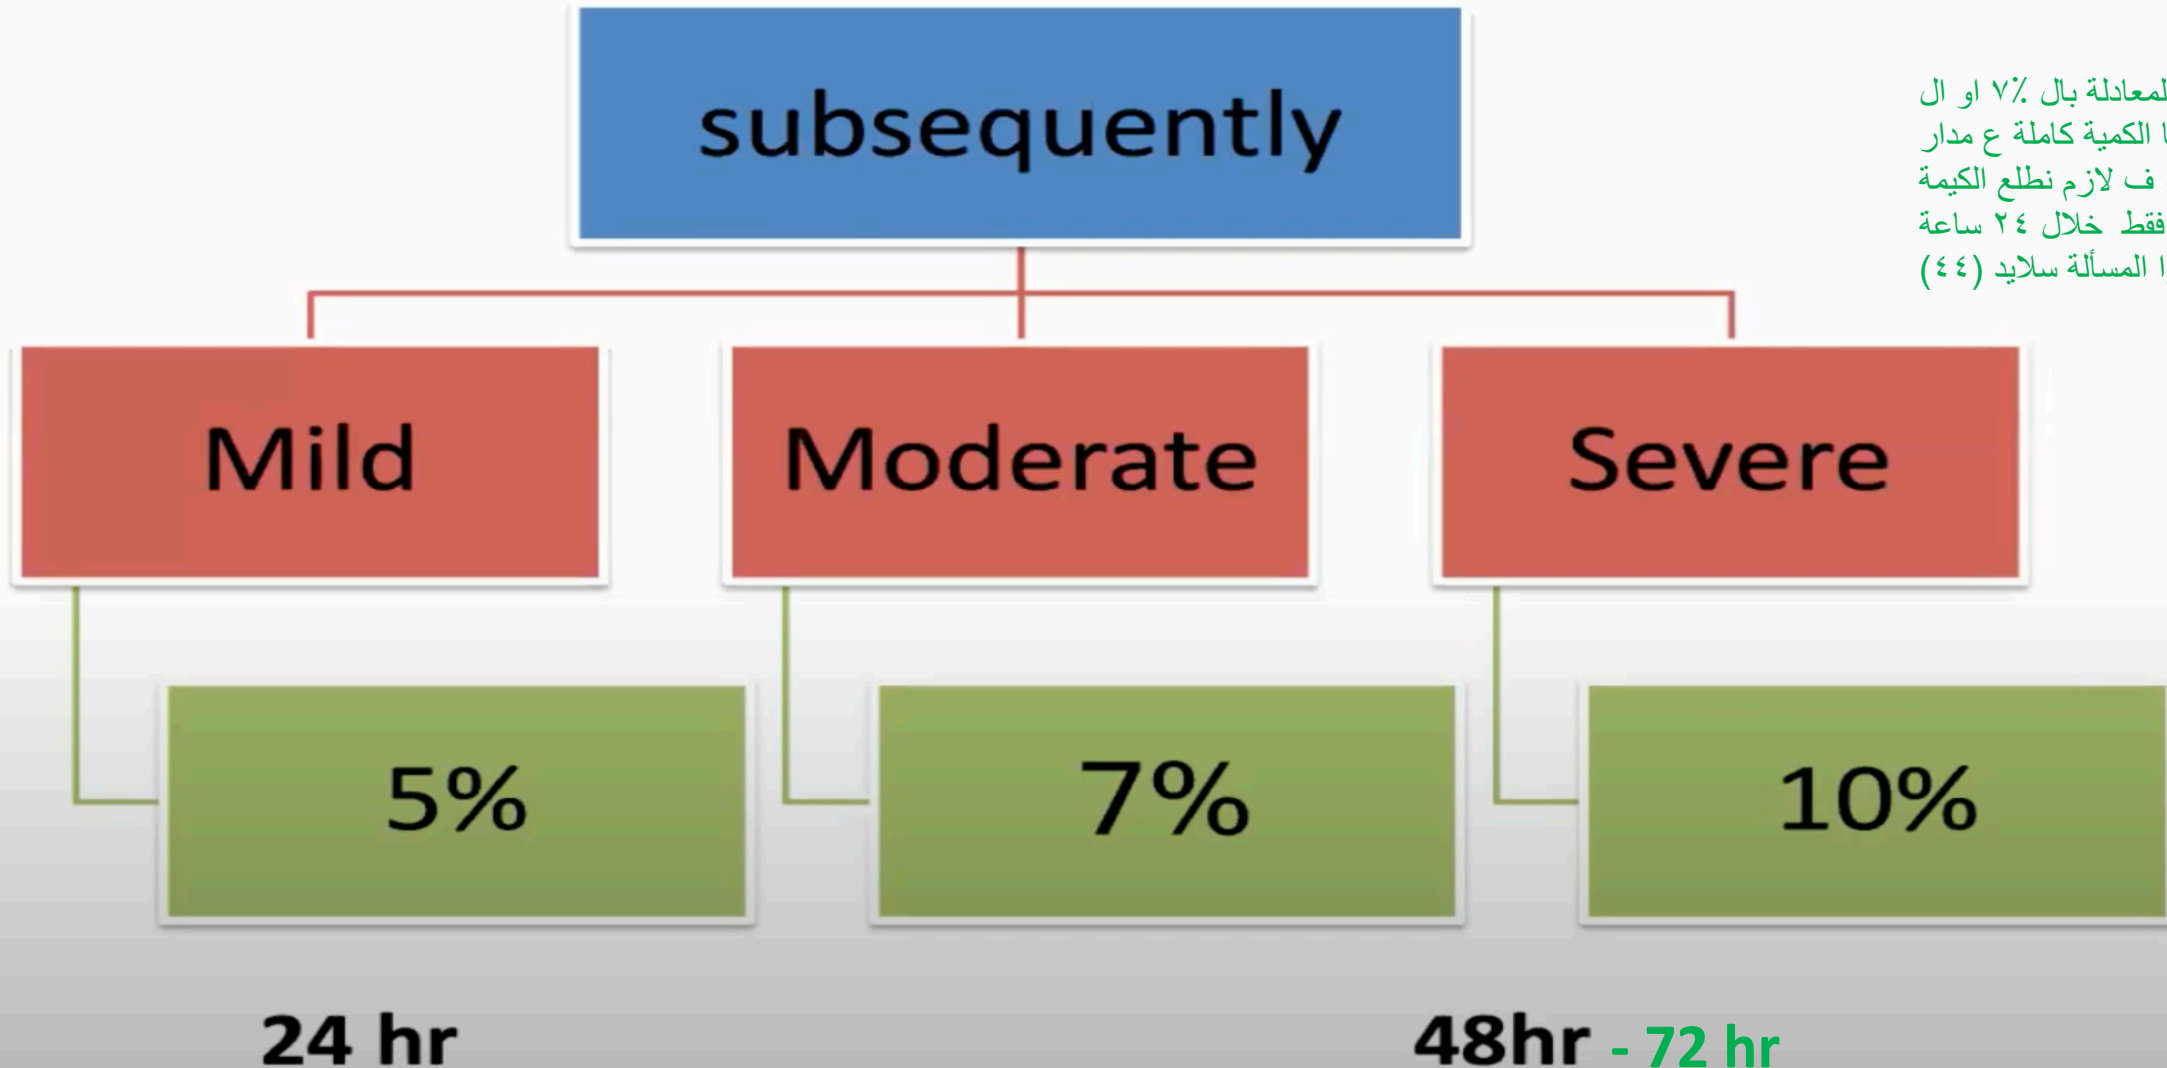 subsequently
لمعادلة بال ٧٪ او ال
ا الكمية كاملة ع مدار
ف لازم نطلع الكيمة
فقط خلال ٢٤ ساعة
ا المسألة سلايد (٤٤)
Mild
Moderate
Severe
5%
7%
10%
24 hr
48hr - 72 hr